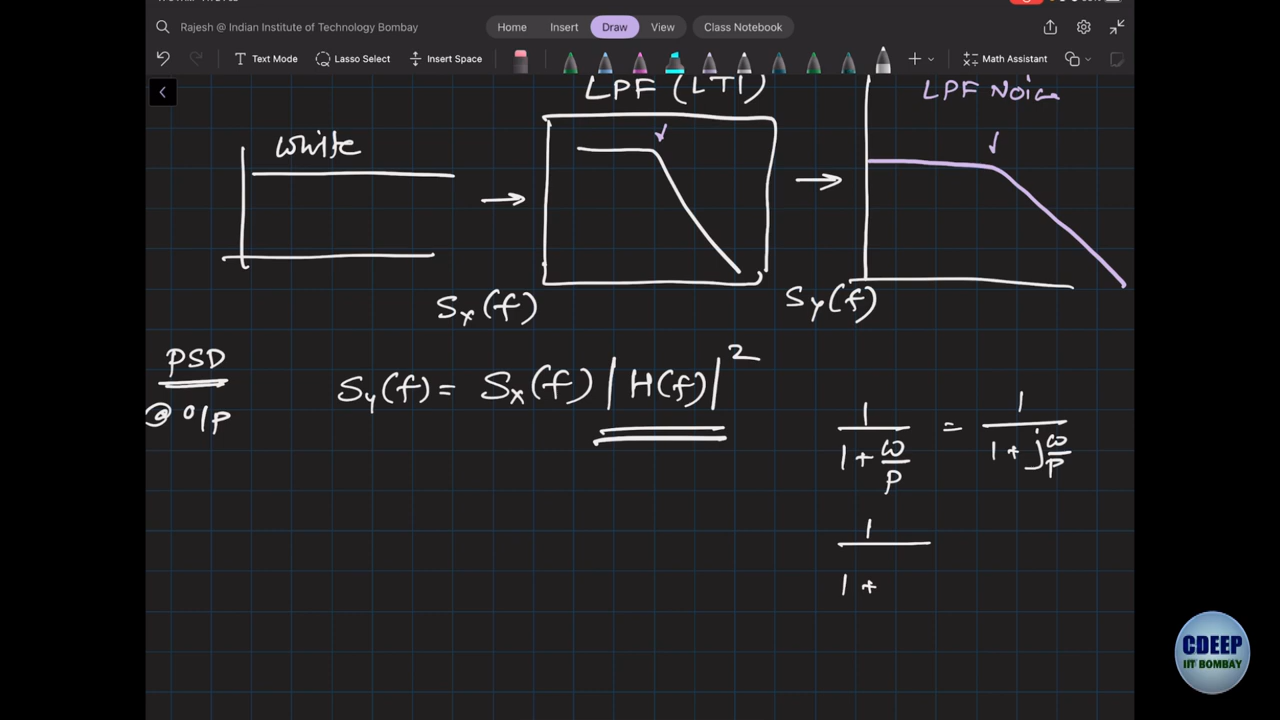 Rajesh @ Indian Institute of Technology Bombay
Home Insert Draw View Class Notebook
Text Mode Lasso Select Insert Space Math Assistant
LPF (LTI)
LPF Noise
White
Sx(f)
Sy(f)
PSD
@ O/P
Sy(f) = Sx(f) |H(f)|²
1/(1 + ω/p) = 1/(1 + jω/p)
1/(1 +
CDEEP
IIT BOMBAY